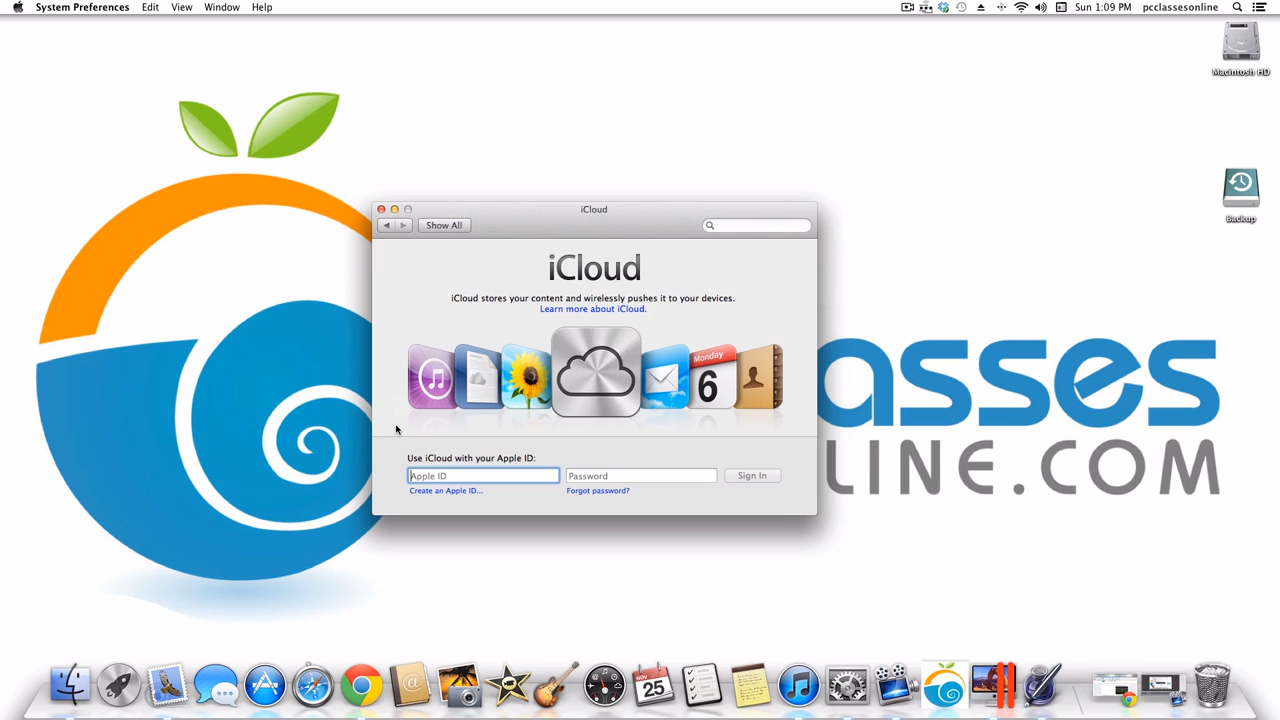 System Preferences Edit View Window Help
Sun 1:09 PM pcclassesonline
Macintosh HD
Backup
iCloud
Show All
iCloud
iCloud stores your content and wirelessly pushes it to your devices.
Learn more about iCloud.
Monday
6
asses
LINE.COM
Use iCloud with your Apple ID:
Apple ID Password Sign In
Create an Apple ID... Forgot password?
NOV
25